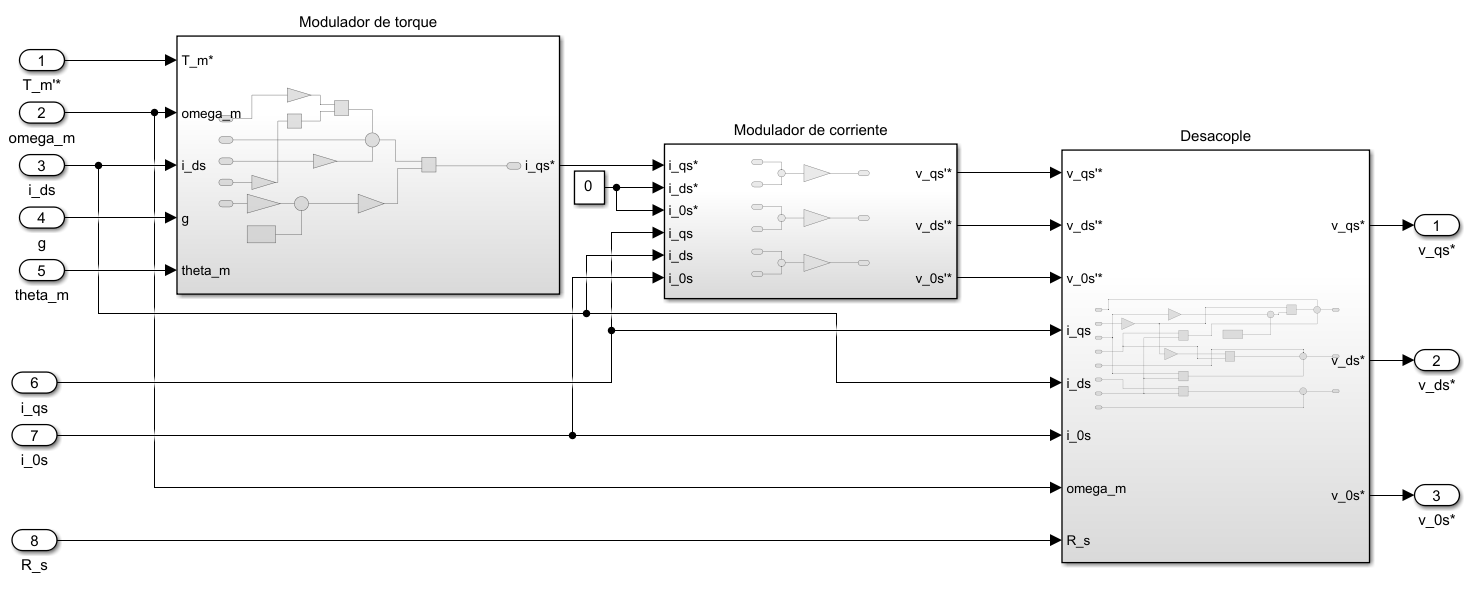 Modulador de torque
1
T_m'*
2
omega_m
3
i_ds
4
g
5
theta_m
6
i_qs
7
i_0s
8
R_s
T_m*
omega_m
i_ds
g
theta_m
i_qs*
0
Modulador de corriente
i_qs*
i_ds*
i_0s*
i_qs
i_ds
i_0s
v_qs'*
v_ds'*
v_0s'*
Desacople
v_qs'*
v_ds'*
v_0s'*
i_qs
i_ds
i_0s
omega_m
R_s
v_qs*
v_ds*
v_0s*
1
v_qs*
2
v_ds*
3
v_0s*